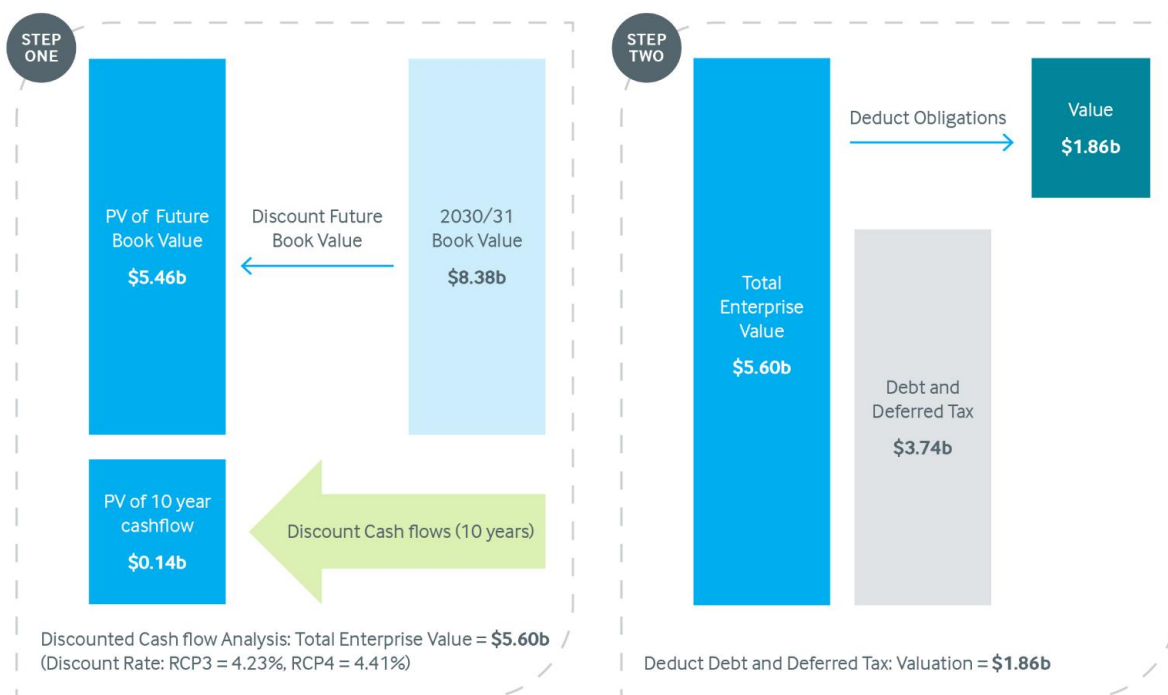 STEP
ONE
PV of Future
Book Value
$5.46b
Discount Future
Book Value
2030/31
Book Value
$8.38b
PV of 10 year
cashflow
$0.14b
Discount Cash flows (10 years)
Discounted Cash flow Analysis: Total Enterprise Value = $5.60b
(Discount Rate: RCP3 = 4.23%, RCP4 = 4.41%)
STEP
TWO
Total
Enterprise
Value
$5.60b
Deduct Obligations
Value
$1.86b
Debt and
Deferred Tax
$3.74b
Deduct Debt and Deferred Tax: Valuation = $1.86b